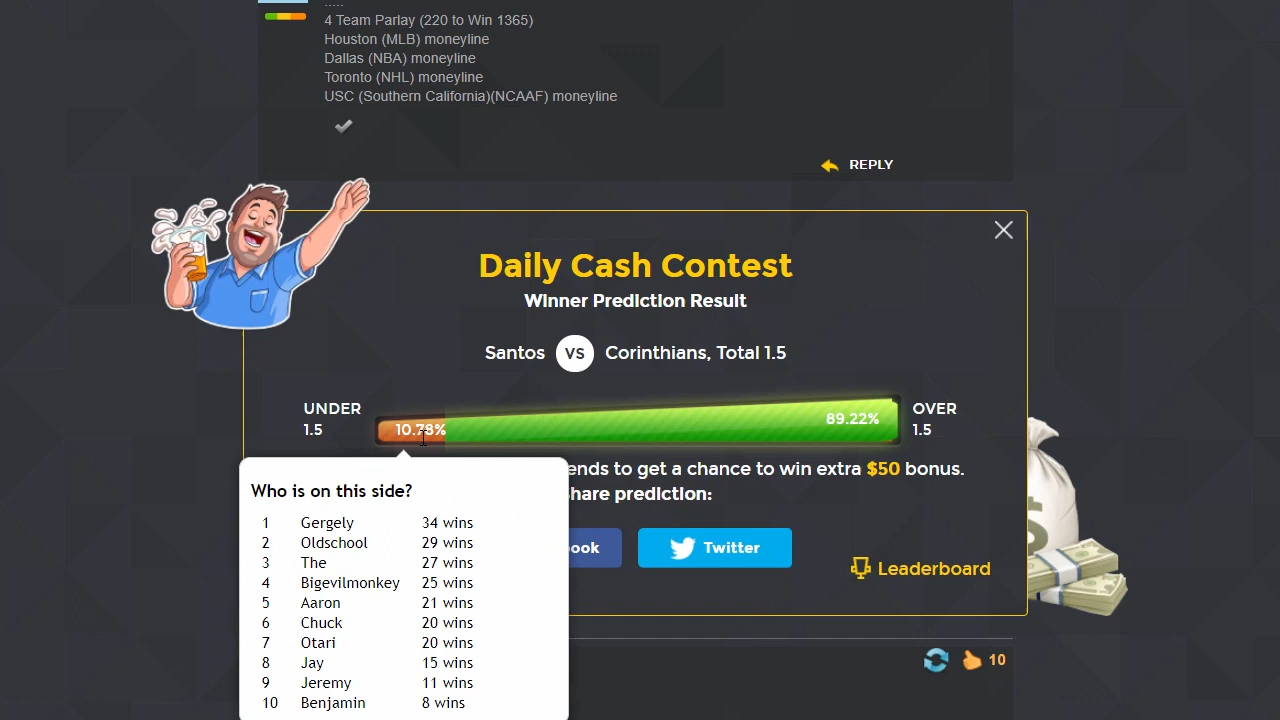 .....
4 Team Parlay (220 to Win 1365)
Houston (MLB) moneyline
Dallas (NBA) moneyline
Toronto (NHL) moneyline
USC (Southern California)(NCAAF) moneyline
REPLY
Daily Cash Contest
Winner Prediction Result
Santos VS Corinthians, Total 1.5
UNDER 1.5
10.78%
89.22%
OVER 1.5
ends to get a chance to win extra $50 bonus.
hare prediction:
ook
Twitter
Leaderboard
Who is on this side?
1 Gergely 34 wins
2 Oldschool 29 wins
3 The 27 wins
4 Bigevilmonkey 25 wins
5 Aaron 21 wins
6 Chuck 20 wins
7 Otari 20 wins
8 Jay 15 wins
9 Jeremy 11 wins
10 Benjamin 8 wins
10